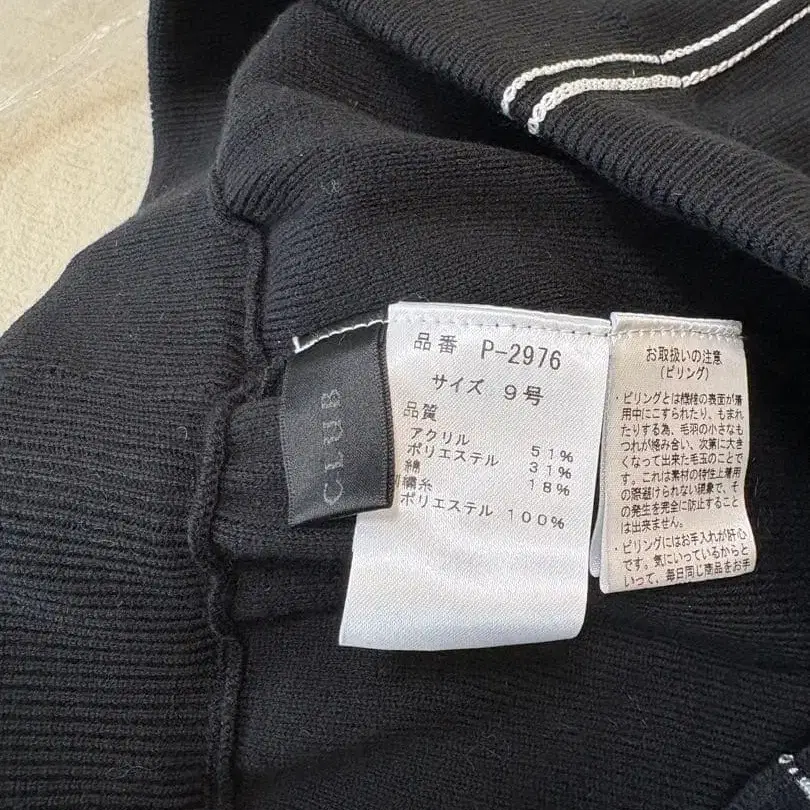 CLUB
品番 P-2976
サイズ 9号
品質
アクリル 51%
ポリエステル 31%
綿 18%
刺繍糸
ポリエステル 100%
お取扱いの注意
(ピリング)
・ピリングとは繊維の表面が着
用中にこすられたり、もまれ
たりする為、毛羽の小さなも
つれが絡み合い、次第に大き
くなって出来た毛玉のことで
す。これは素材の特性上着用
の際避けられない現象で、そ
の発生を完全に防止すること
は出来ません。
・ピリングにはお手入れが肝心
です。気にいっているからと
いって、毎日同じ商品をお手